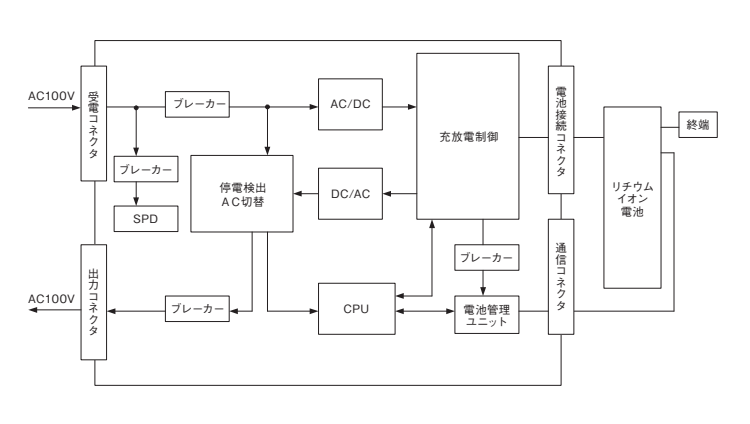 AC100V
受電コネクタ
ブレーカー
ブレーカー
SPD
AC/DC
充放電制御
電池接続コネクタ
終端
リチウム
イオン
電池
停電検出
AC切替
DC/AC
ブレーカー
通信コネクタ
AC100V
出力コネクタ
ブレーカー
CPU
電池管理
ユニット